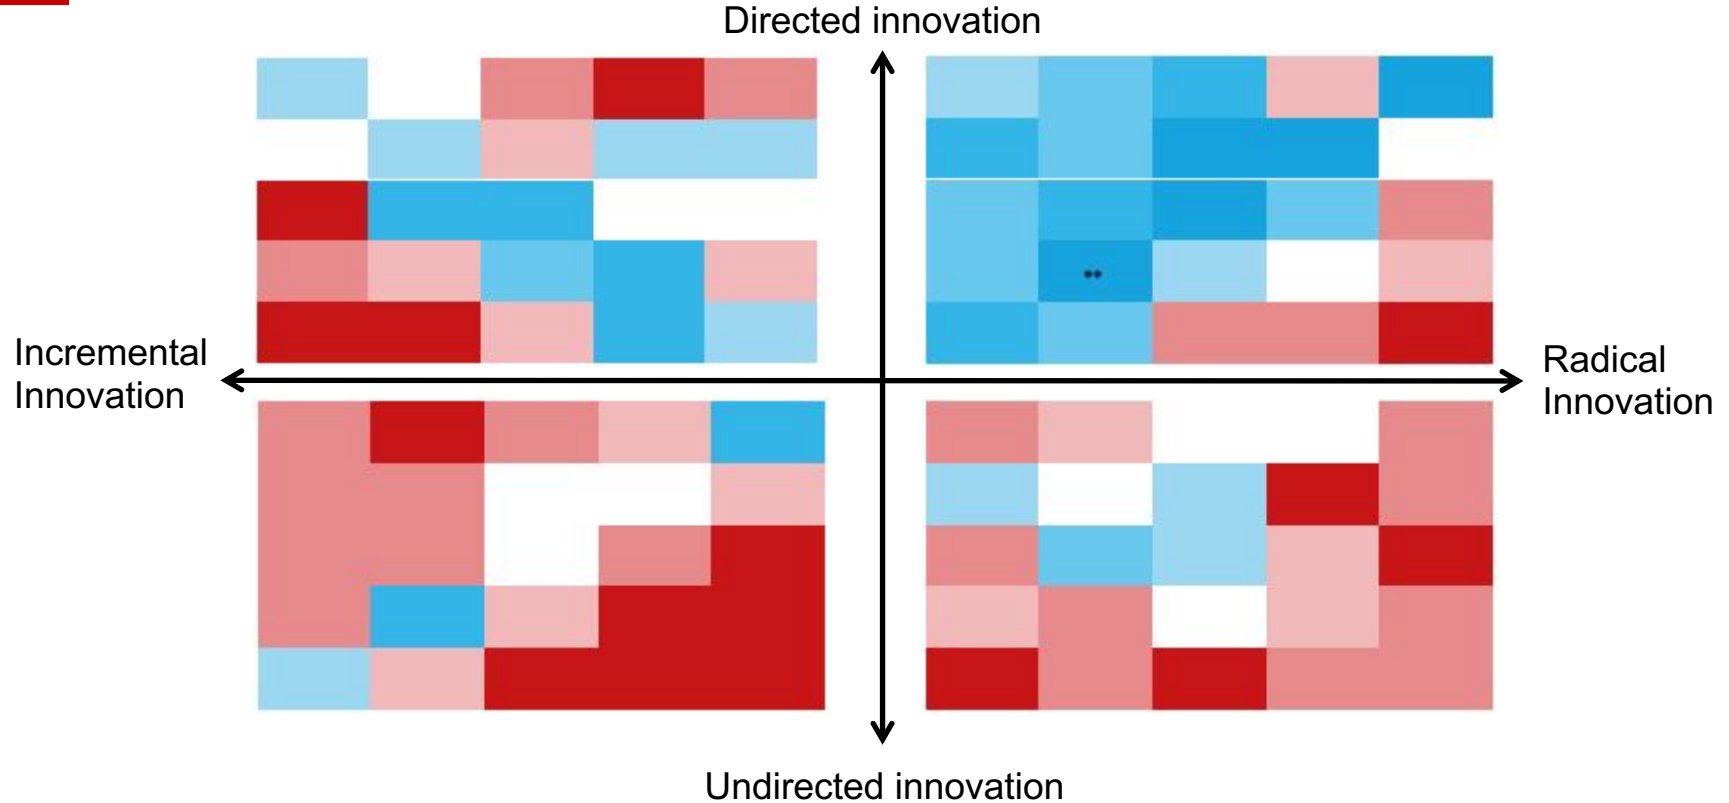 Directed innovation
••
Incremental
Innovation
Radical
Innovation
Undirected innovation